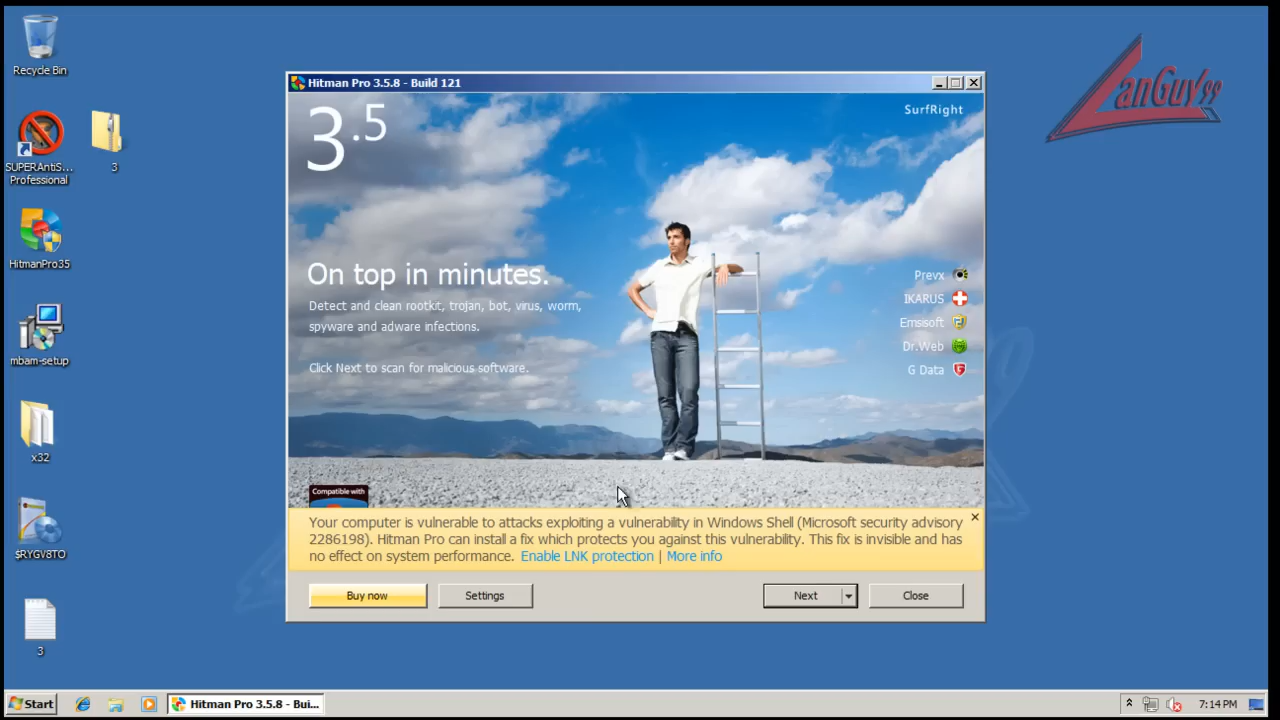 Recycle Bin
SUPERAntiS...
Professional
3
HitmanPro35
mbam-setup
x32
$RYGV8TO
3
LanGuy99
Hitman Pro 3.5.8 - Build 121
3.5
SurfRight
On top in minutes.
Detect and clean rootkit, trojan, bot, virus, worm,
spyware and adware infections.
Click Next to scan for malicious software.
Prevx
IKARUS
Emsisoft
Dr.Web
G Data
Compatible with
Your computer is vulnerable to attacks exploiting a vulnerability in Windows Shell (Microsoft security advisory
2286198). Hitman Pro can install a fix which protects you against this vulnerability. This fix is invisible and has
no effect on system performance. Enable LNK protection | More info
Buy now
Settings
Next
Close
Start
Hitman Pro 3.5.8 - Bui...
7:14 PM